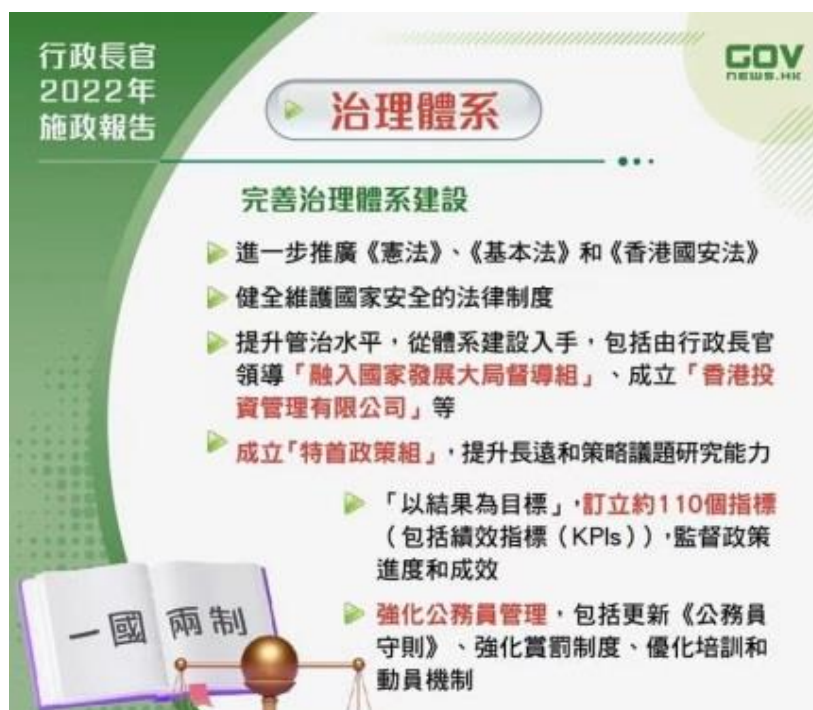 行政長官
2022年
施政報告
GOV
NEWS.HK
治理體系
完善治理體系建設
進一步推廣《憲法》、《基本法》和《香港國安法》
健全維護國家安全的法律制度
提升管治水平，從體系建設入手，包括由行政長官
領導「融入國家發展大局督導組」、成立「香港投
資管理有限公司」等
成立「特首政策組」，提升長遠和策略議題研究能力
「以結果為目標」，訂立約110個指標
（包括績效指標（KPIs）），監督政策
進度和成效
強化公務員管理，包括更新《公務員
守則》、強化賞罰制度、優化培訓和
動員機制
一國兩制